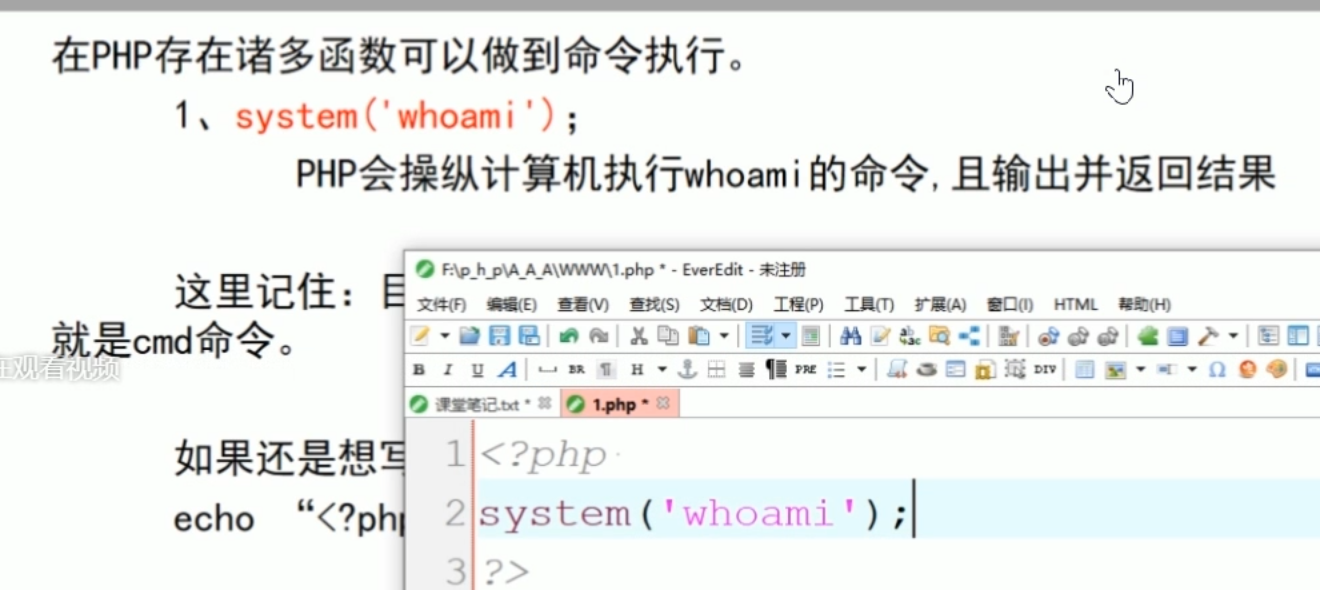 在PHP存在诸多函数可以做到命令执行。
1、system('whoami');
PHP会操纵计算机执行whoami的命令,且输出并返回结果
这里记住：目
就是cmd命令。
在观看视频
如果还是想写
echo “<?php
F:\p_h_p\A_A_A\WWW\1.php * - EverEdit - 未注册
文件(F) 编辑(E) 查看(V) 查找(S) 文档(D) 工程(P) 工具(T) 扩展(A) 窗口(I) HTML 帮助(H)
B I U A BR ¶ H ¶ PRE DIV Ω
课堂笔记.txt * 1.php *
1 <?php
2 system('whoami');
3 ?>